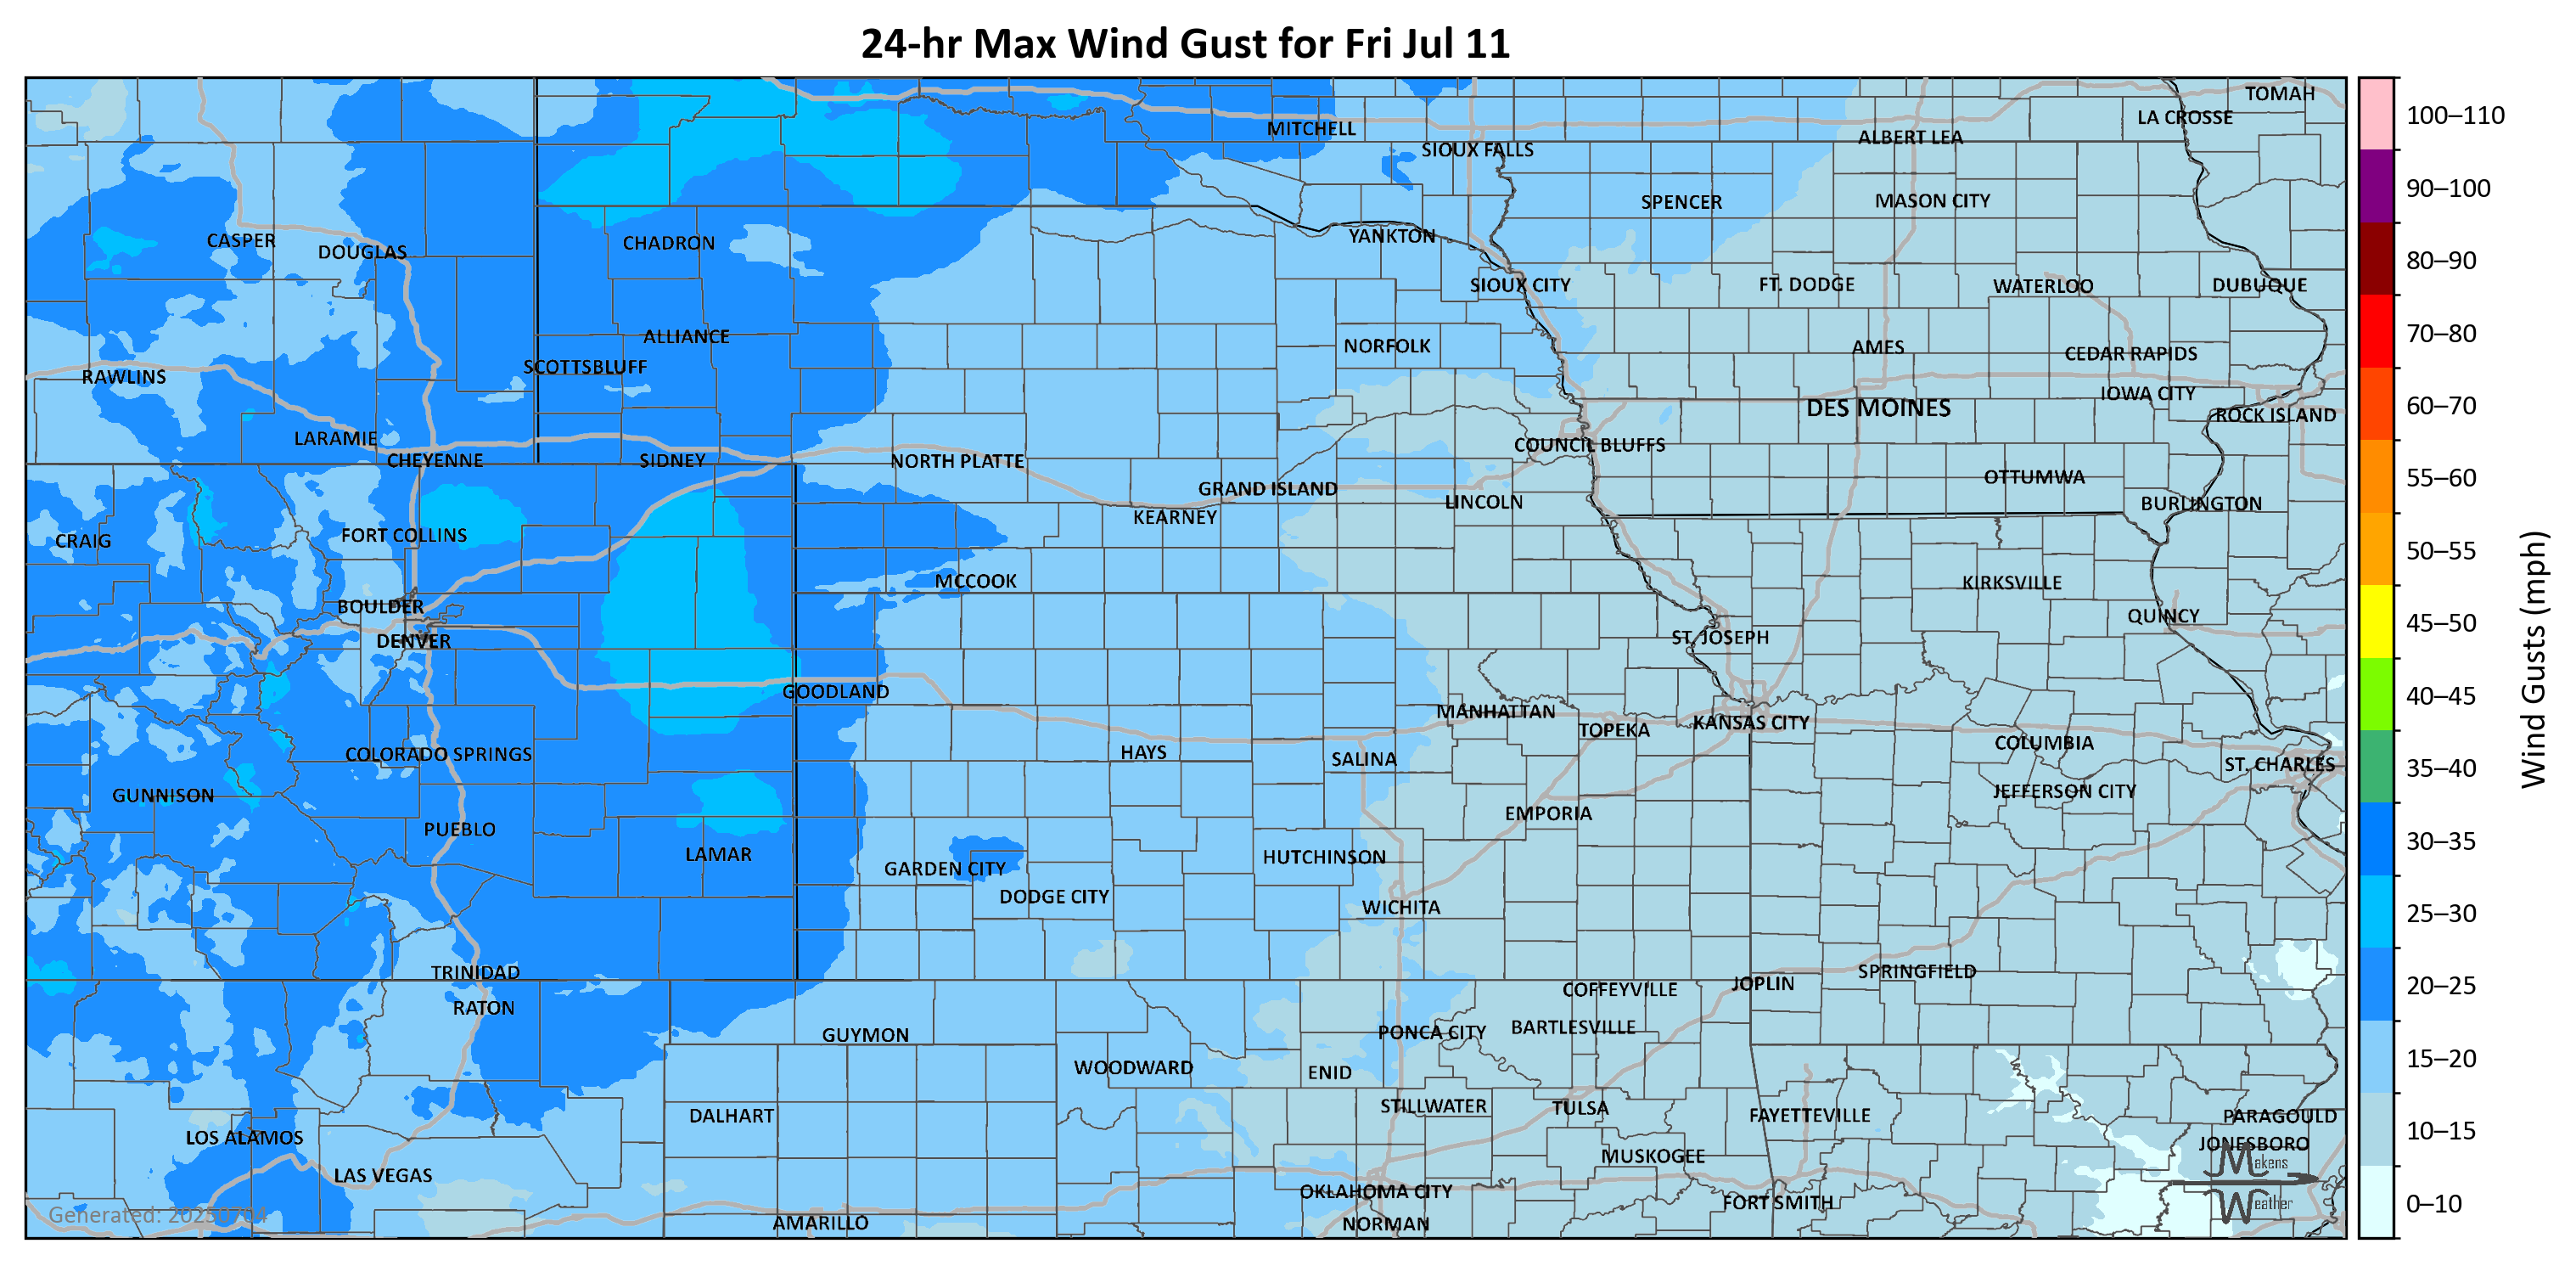 24-hr Max Wind Gust for Fri Jul 11
TOMAH
LA CROSSE
MITCHELL
ALBERT LEA
SIOUX FALLS
SPENCER
MASON CITY
CASPER
DOUGLAS
CHADRON
YANKTON
SIOUX CITY
FT. DODGE
WATERLOO
DUBUQUE
ALLIANCE
NORFOLK
AMES
CEDAR RAPIDS
SCOTTSBLUFF
RAWLINS
IOWA CITY
DES MOINES
ROCK ISLAND
LARAMIE
CHEYENNE
SIDNEY
NORTH PLATTE
COUNCIL BLUFFS
GRAND ISLAND
LINCOLN
OTTUMWA
BURLINGTON
KEARNEY
CRAIG
FORT COLLINS
MCCOOK
KIRKSVILLE
BOULDER
QUINCY
DENVER
ST. JOSEPH
GOODLAND
MANHATTAN
TOPEKA
KANSAS CITY
COLORADO SPRINGS
HAYS
SALINA
COLUMBIA
ST. CHARLES
GUNNISON
JEFFERSON CITY
EMPORIA
PUEBLO
LAMAR
HUTCHINSON
GARDEN CITY
DODGE CITY
WICHITA
TRINIDAD
SPRINGFIELD
JOPLIN
COFFEYVILLE
RATON
GUYMON
PONCA CITY
BARTLESVILLE
WOODWARD
ENID
DALHART
STILLWATER
TULSA
FAYETTEVILLE
PARAGOULD
LOS ALAMOS
JONESBORO
MUSKOGEE
LAS VEGAS
OKLAHOMA CITY
FORT SMITH
AMARILLO
NORMAN
Generated: 20250704
Makens
Weather
100–110
90–100
80–90
70–80
60–70
55–60
50–55
45–50
40–45
35–40
30–35
25–30
20–25
15–20
10–15
0–10
Wind Gusts (mph)